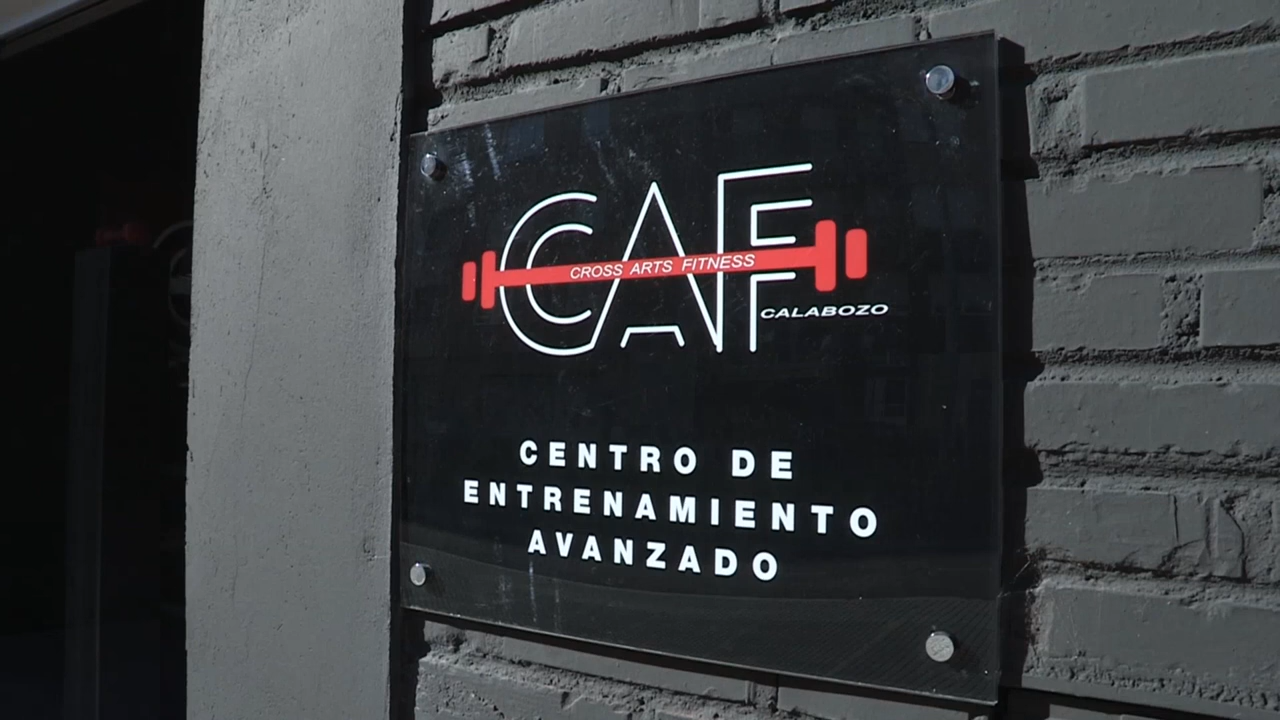 CAF
CROSS ARTS FITNESS
CALABOZO
CENTRO DE
ENTRENAMIENTO
AVANZADO